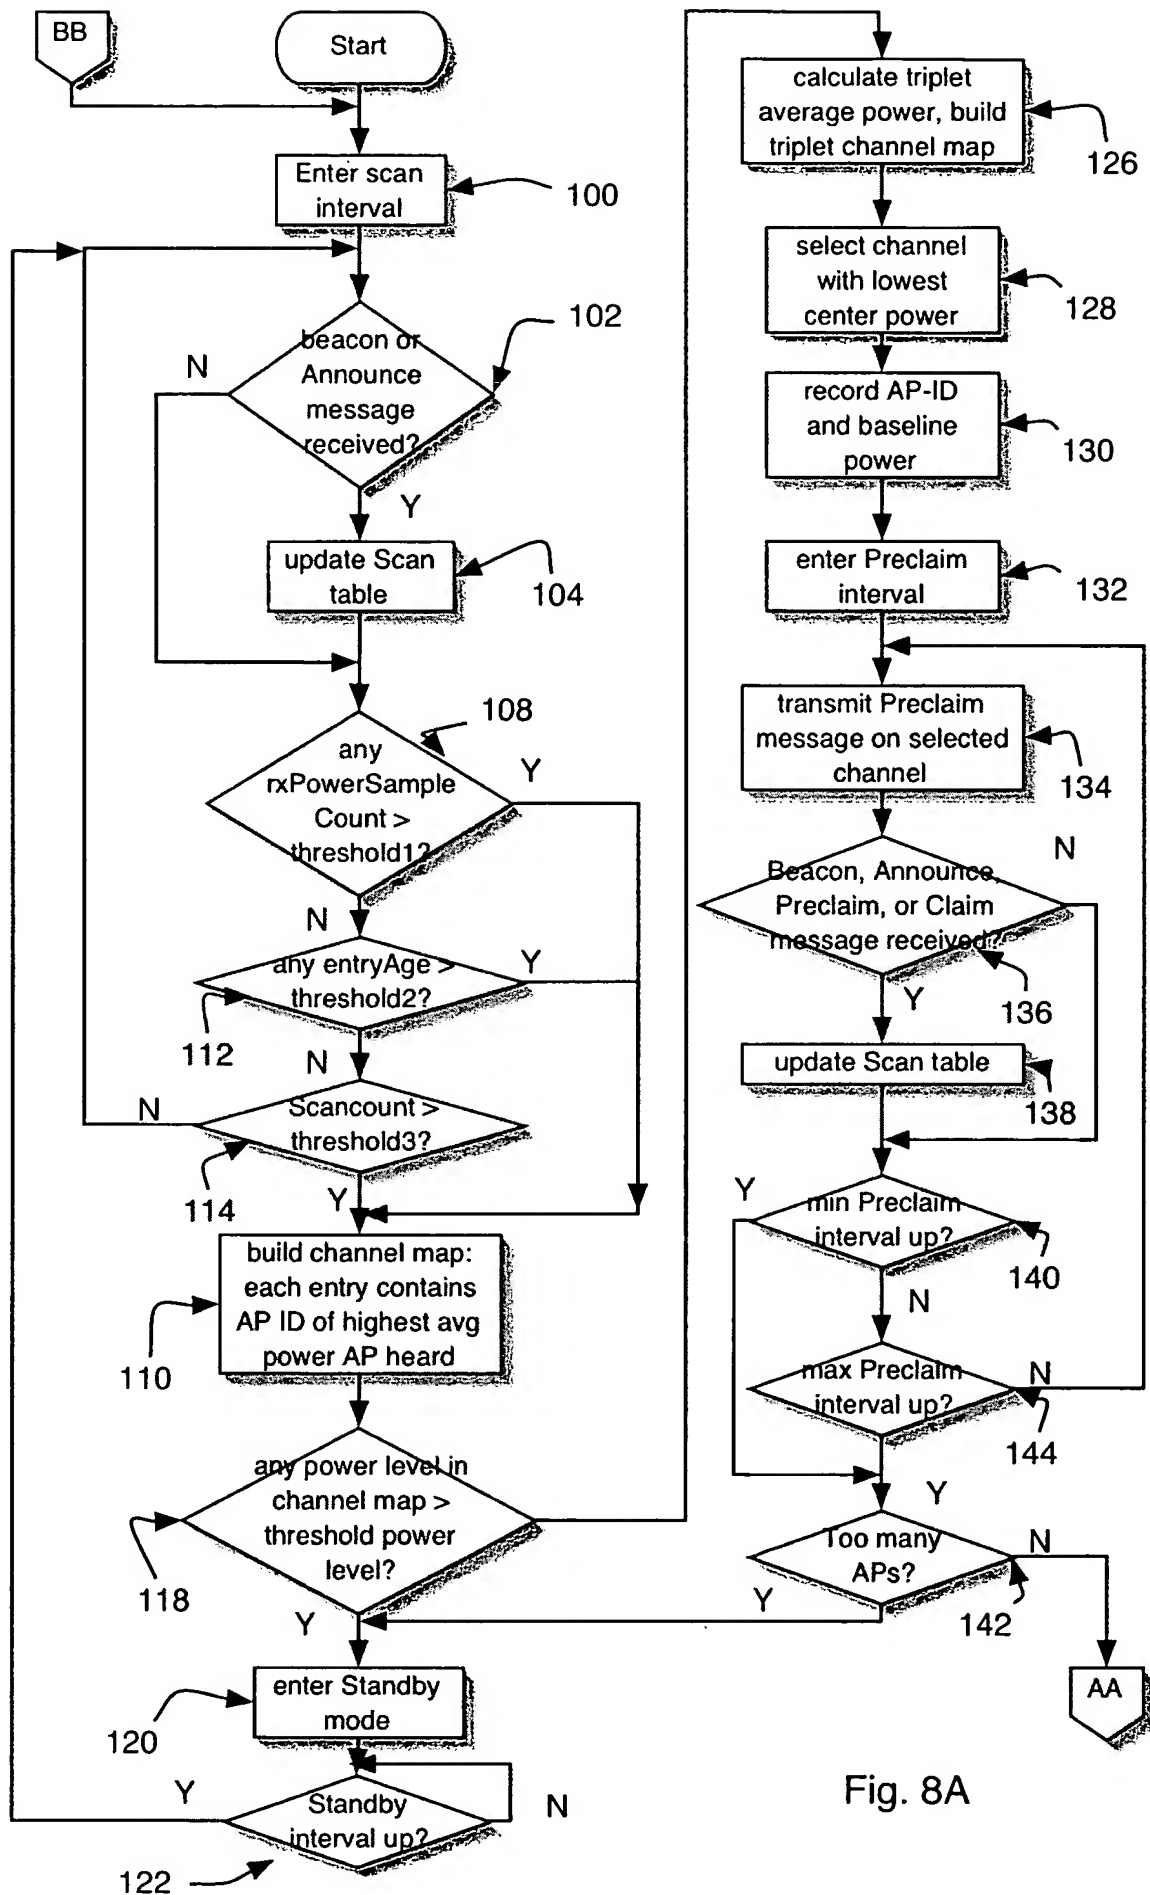 BB
Start
Enter scan
interval
100
beacon or
Announce
message
received?
102
N
Y
update Scan
table
104
any
rxPowerSample
Count >
threshold1?
108
Y
N
any entryAge >
threshold2?
Y
112
N
Scancount >
threshold3?
N
114
Y
build channel map:
each entry contains
AP ID of highest avg
power AP heard
110
any power level in
channel map >
threshold power
level?
118
Y
enter Standby
mode
120
Y
Standby
interval up?
N
122
calculate triplet
average power, build
triplet channel map
126
select channel
with lowest
center power
128
record AP-ID
and baseline
power
130
enter Preclaim
interval
132
transmit Preclaim
message on selected
channel
134
N
Beacon, Announce,
Preclaim, or Claim
message received?
136
Y
update Scan table
138
Y
min Preclaim
interval up?
140
N
max Preclaim
interval up?
N
144
Y
Too many
APs?
N
Y
142
AA
Fig. 8A